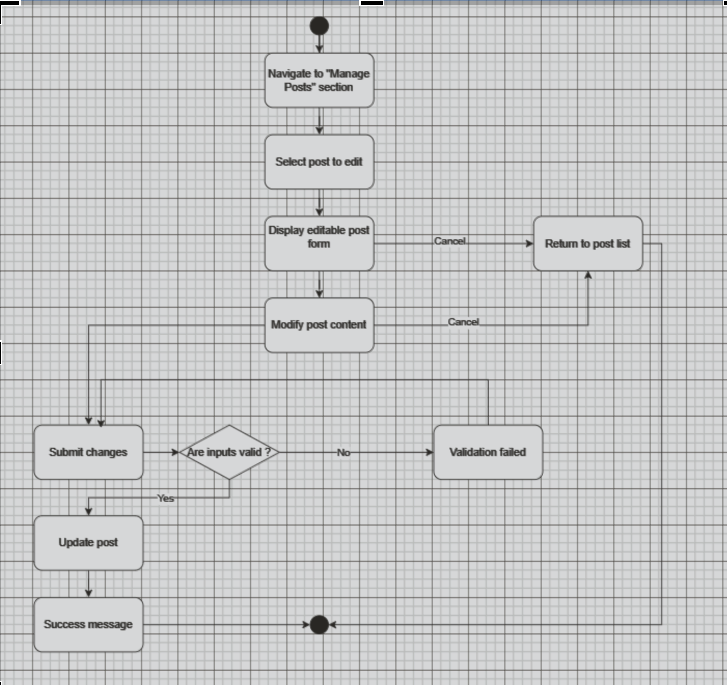 Navigate to "Manage
Posts" section
Select post to edit
Display editable post
form
Cancel
Return to post list
Modify post content
Cancel
Submit changes
Are inputs valid ?
No
Validation failed
Yes
Update post
Success message